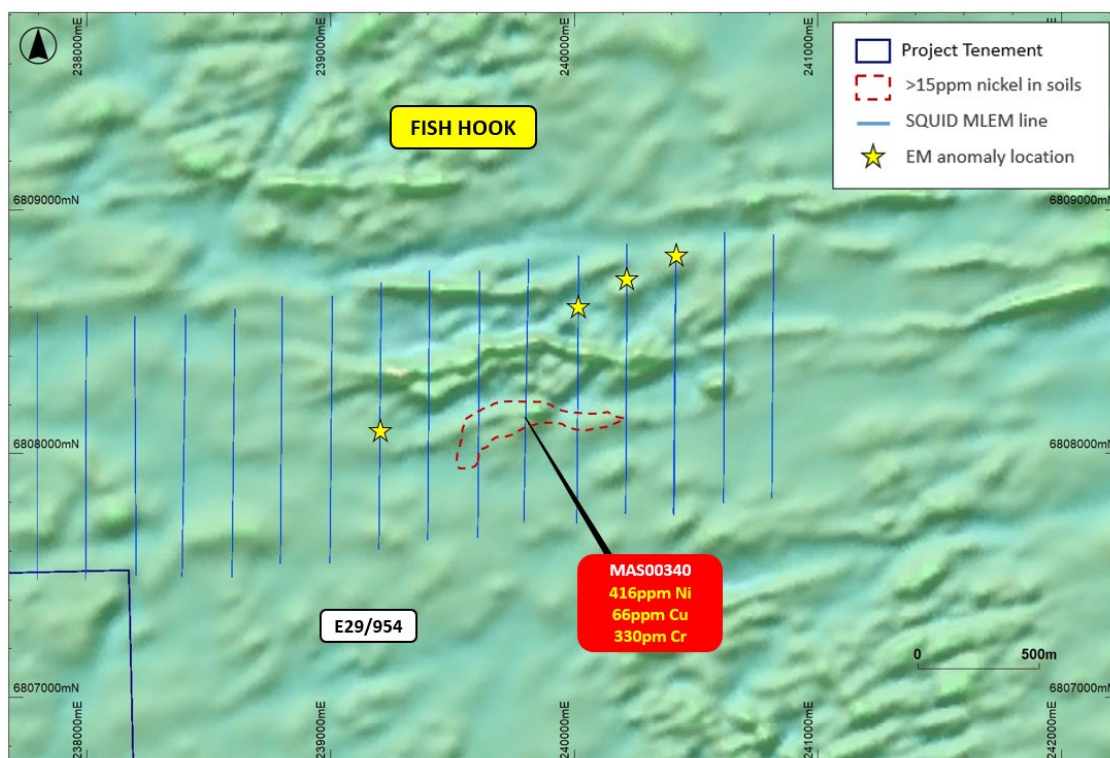 238000mE
239000mE
240000mE
241000mE
Project Tenement
>15ppm nickel in soils
SQUID MLEM line
EM anomaly location
FISH HOOK
6809000mN
6809000mN
6808000mN
6808000mN
MAS00340
416ppm Ni
66ppm Cu
330pm Cr
E29/954
0
500m
6807000mN
6807000mN
238000mE
239000mE
240000mE
241000mE
242000mE